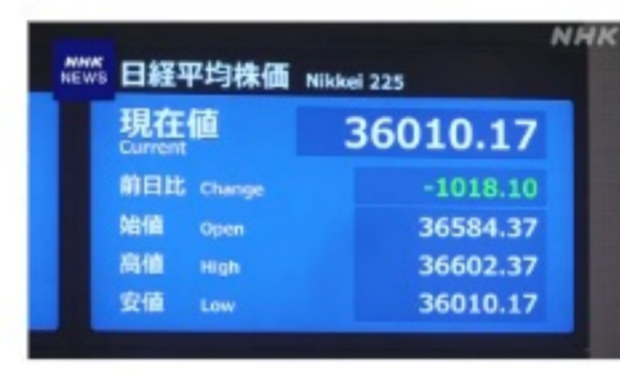 NHK
NHK
NEWS
日経平均株価 Nikkei 225
現在値 36010.17
Current
前日比 Change -1018.10
始値 Open 36584.37
高値 High 36602.37
安値 Low 36010.17